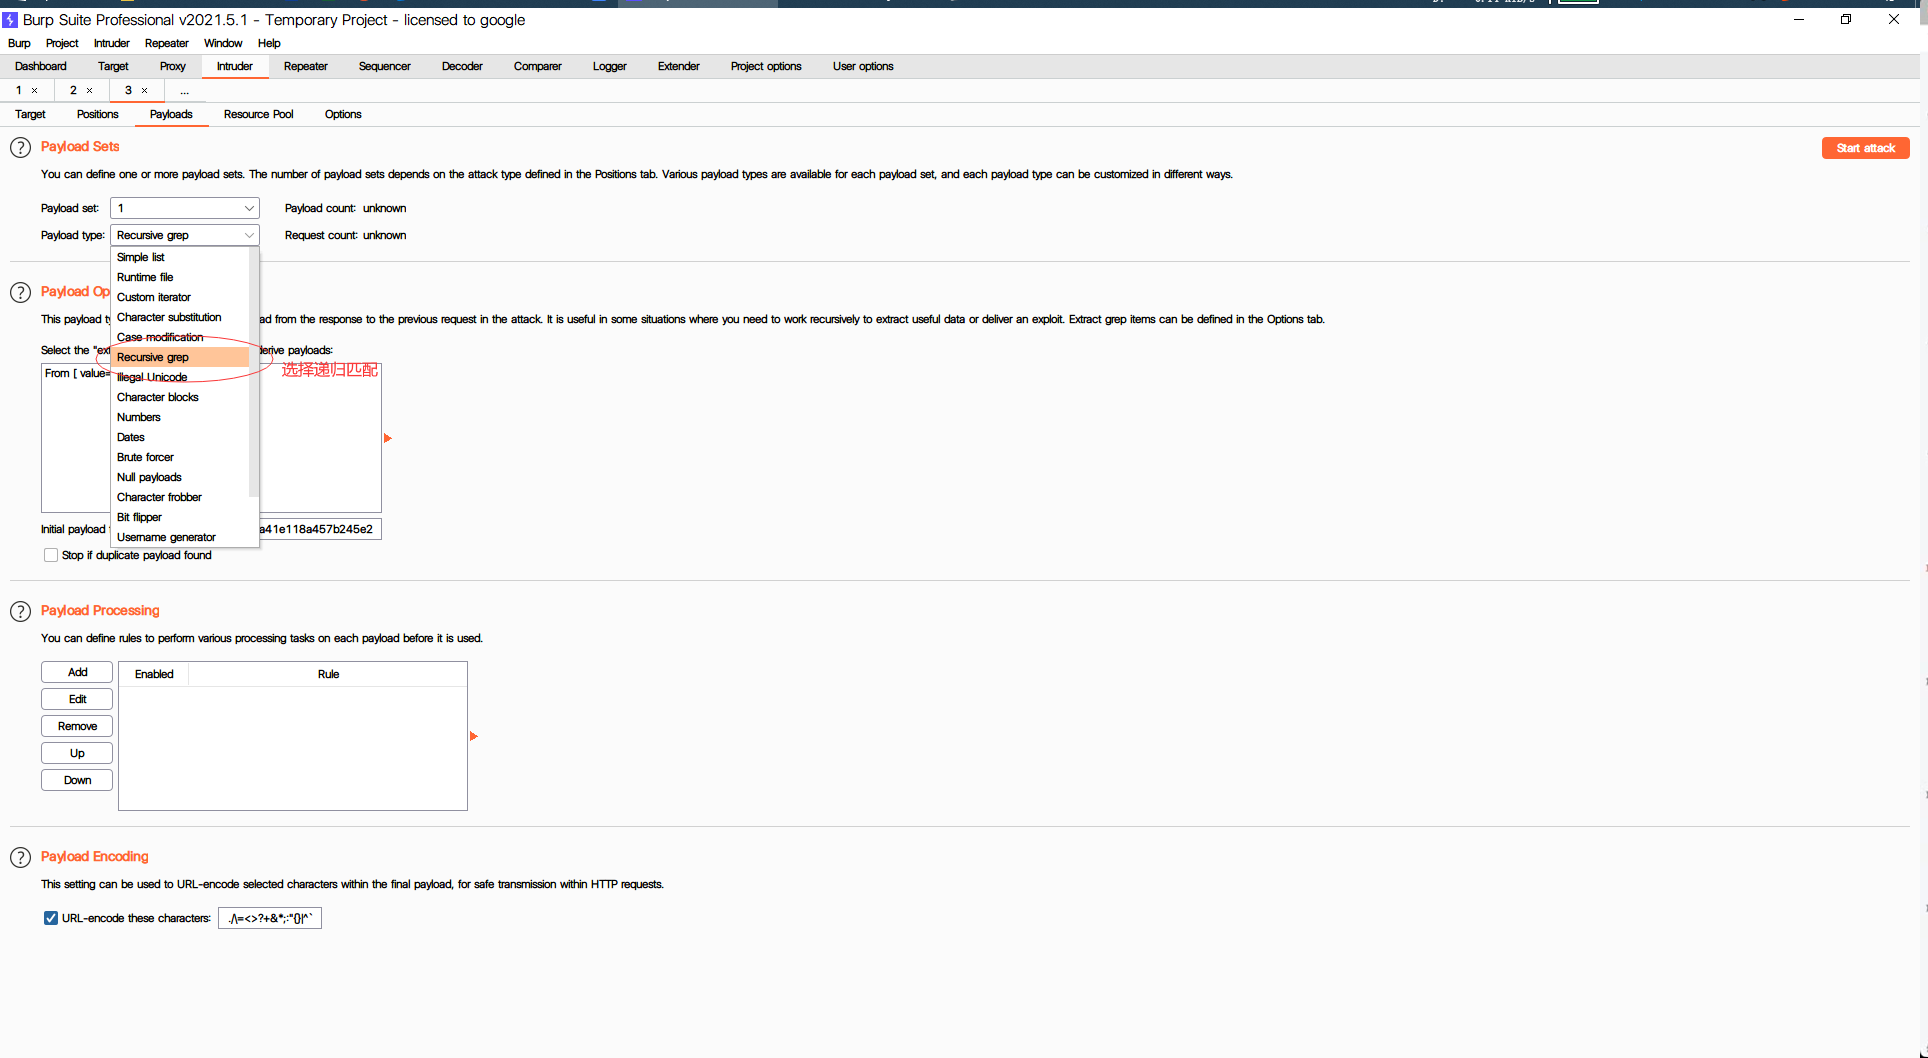 Burp Suite Professional v2021.5.1 - Temporary Project - licensed to google
Burp Project Intruder Repeater Window Help
Dashboard Target Proxy Intruder Repeater Sequencer Decoder Comparer Logger Extender Project options User options
1 × 2 × 3 × ...
Target Positions Payloads Resource Pool Options
? Payload Sets
Start attack
You can define one or more payload sets. The number of payload sets depends on the attack type defined in the Positions tab. Various payload types are available for each payload set, and each payload type can be customized in different ways.
Payload set: 1 Payload count: unknown
Payload type: Recursive grep Request count: unknown
Simple list
Runtime file
Custom iterator
Character substitution
Case modification
Recursive grep
Illegal Unicode
Character blocks
Numbers
Dates
Brute forcer
Null payloads
Character frobber
Bit flipper
Username generator
? Payload Op
This payload ty ad from the response to the previous request in the attack. It is useful in some situations where you need to work recursively to extract useful data or deliver an exploit. Extract grep items can be defined in the Options tab.
Select the "ext derive payloads:
选择递归匹配
From [ value=
Initial payload a41e118a457b245e2
Stop if duplicate payload found
? Payload Processing
You can define rules to perform various processing tasks on each payload before it is used.
Add
Edit
Remove
Up
Down
Enabled Rule
? Payload Encoding
This setting can be used to URL-encode selected characters within the final payload, for safe transmission within HTTP requests.
URL-encode these characters: ./\=<>?+&*;:"{}|^`